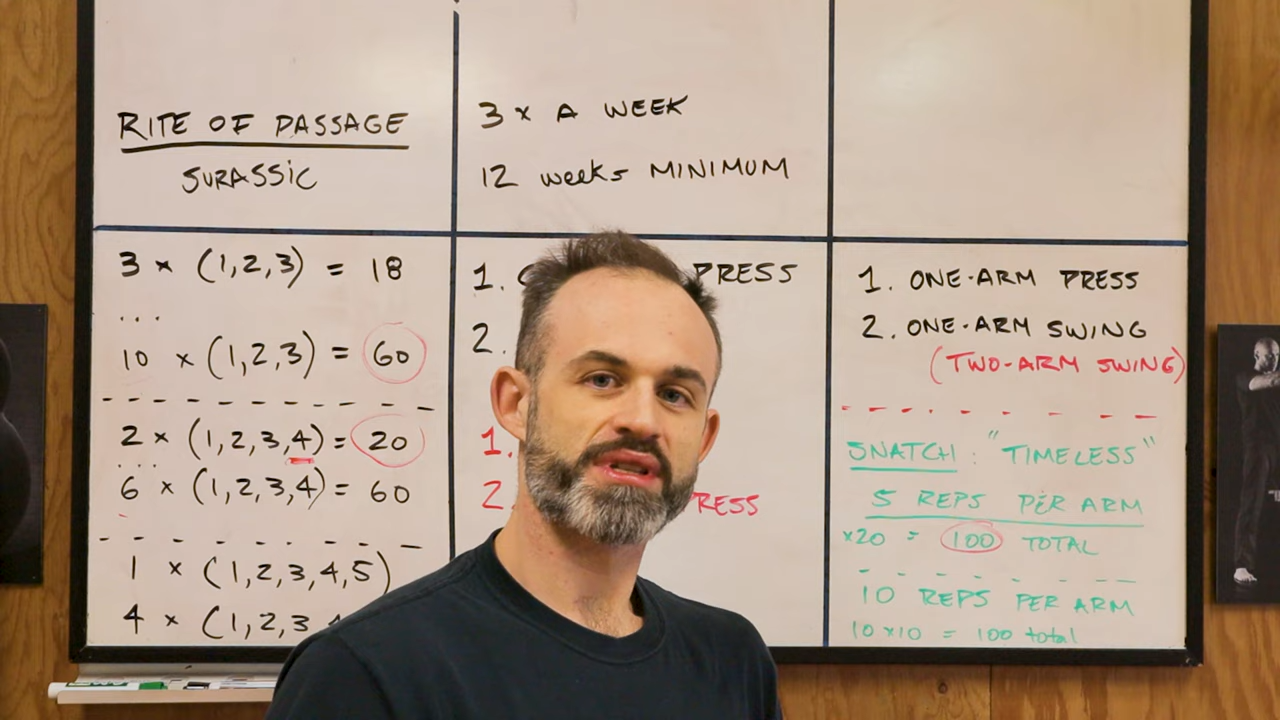 RITE OF PASSAGE
JURASSIC
3 x (1,2,3) = 18
...
10 x (1,2,3) = 60
2 x (1,2,3,4) = 20
...
6 x (1,2,3,4) = 60
1 x (1,2,3,4,5)
4 x (1,2,3
3 x A WEEK
12 weeks MINIMUM
1. PRESS
2.
1.
2. PRESS
1. ONE-ARM PRESS
2. ONE-ARM SWING
(TWO-ARM SWING)
SNATCH: "TIMELESS"
5 REPS PER ARM
x20 = 100 TOTAL
10 REPS PER ARM
10 x 10 = 100 total